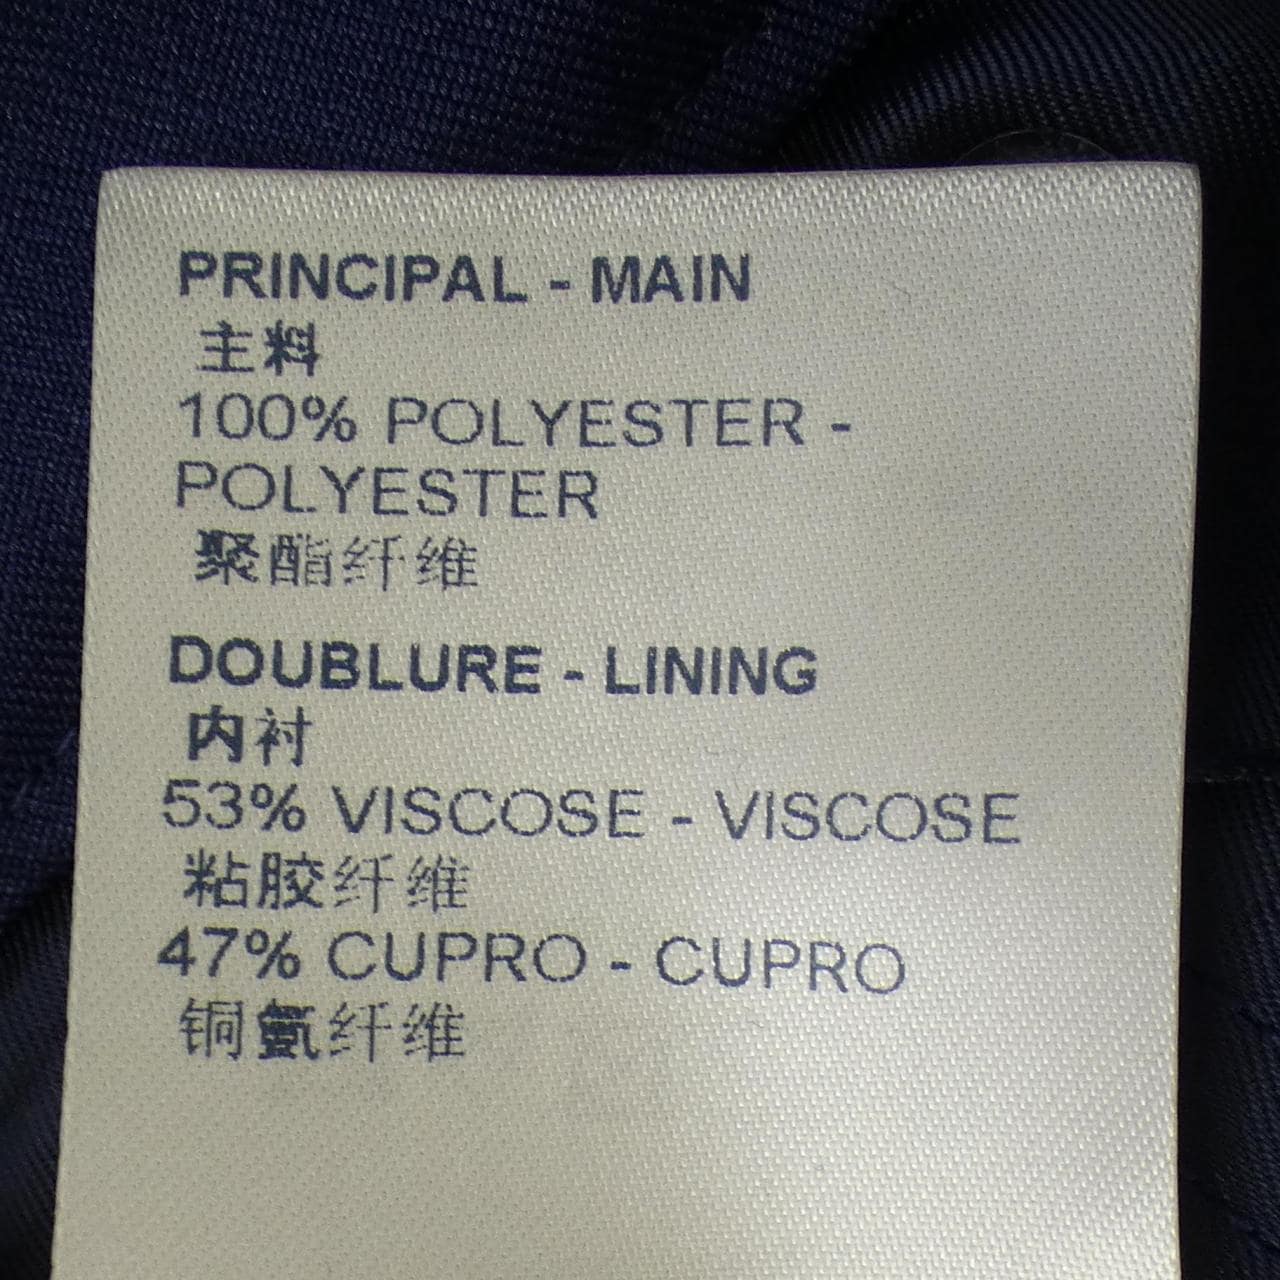 PRINCIPAL - MAIN
主料
100% POLYESTER -
POLYESTER
聚酯纤维
DOUBLURE - LINING
内衬
53% VISCOSE - VISCOSE
粘胶纤维
47% CUPRO - CUPRO
铜氨纤维